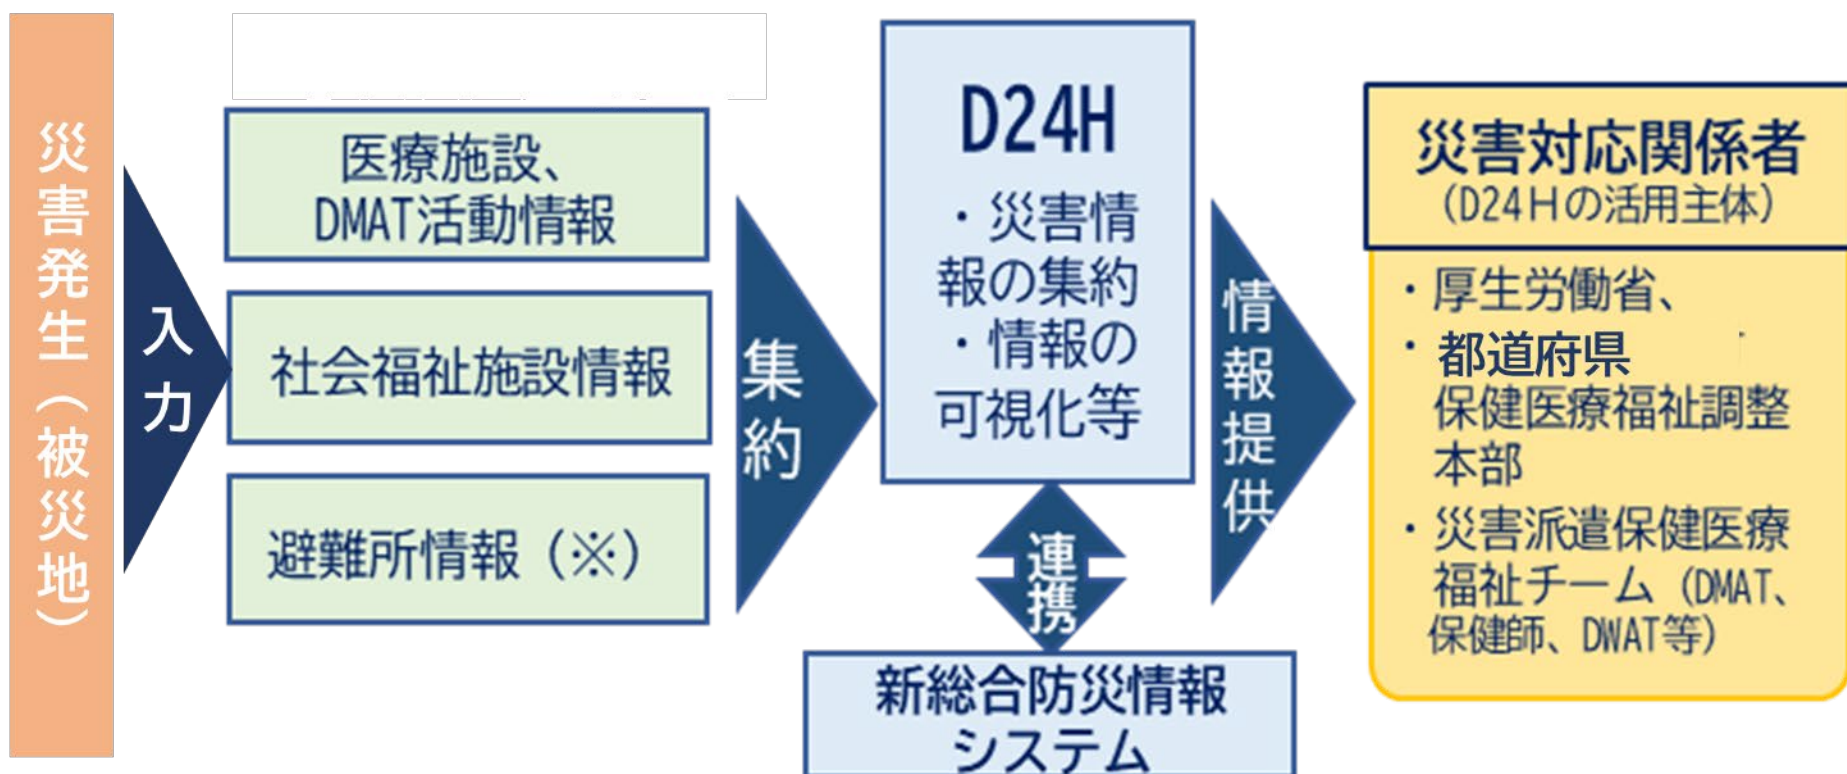 災害発生（被災地）
入力
医療施設、
DMAT活動情報
社会福祉施設情報
避難所情報（※）
集約
D24H
・災害情
報の集約
・情報の
可視化等
連携
新総合防災情報
システム
情報提供
災害対応関係者
（D24Hの活用主体）
・厚生労働省、
・都道府県
保健医療福祉調整
本部
・災害派遣保健医療
福祉チーム（DMAT、
保健師、DWAT等）